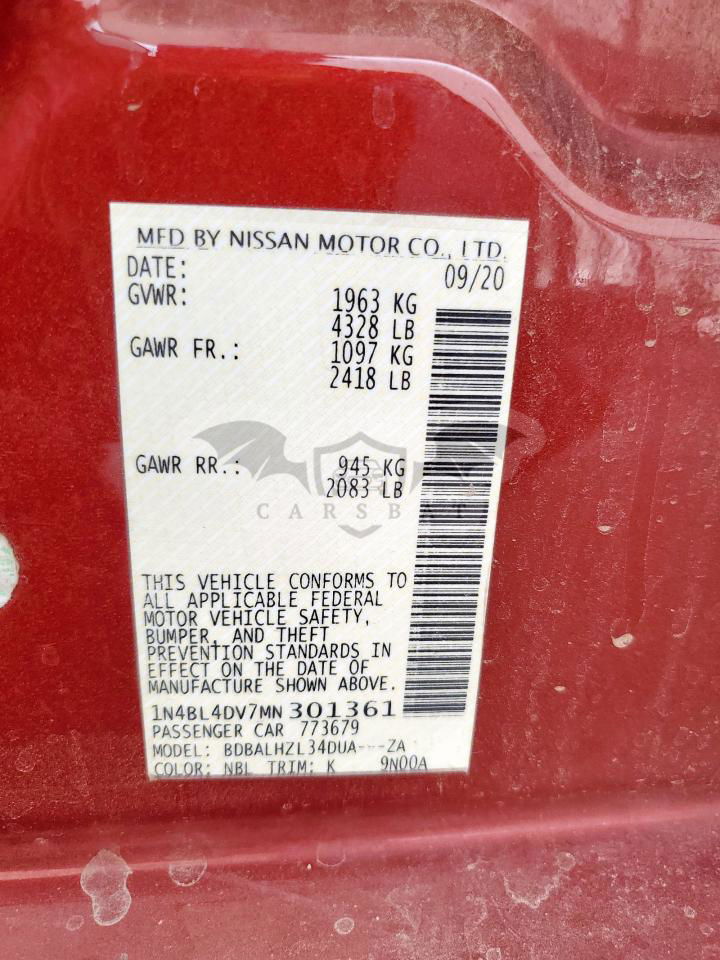 MFD BY NISSAN MOTOR CO., LTD.
DATE: 09/20
GVWR: 1963 KG
4328 LB
GAWR FR.: 1097 KG
2418 LB
GAWR RR.: 945 KG
2083 LB
CARSBAT
THIS VEHICLE CONFORMS TO
ALL APPLICABLE FEDERAL
MOTOR VEHICLE SAFETY,
BUMPER, AND THEFT
PREVENTION STANDARDS IN
EFFECT ON THE DATE OF
MANUFACTURE SHOWN ABOVE.
1N4BL4DV7MN 301361
PASSENGER CAR 773679
MODEL: BDBALHZL34DUA---ZA
COLOR: NBL TRIM: K 9N00A